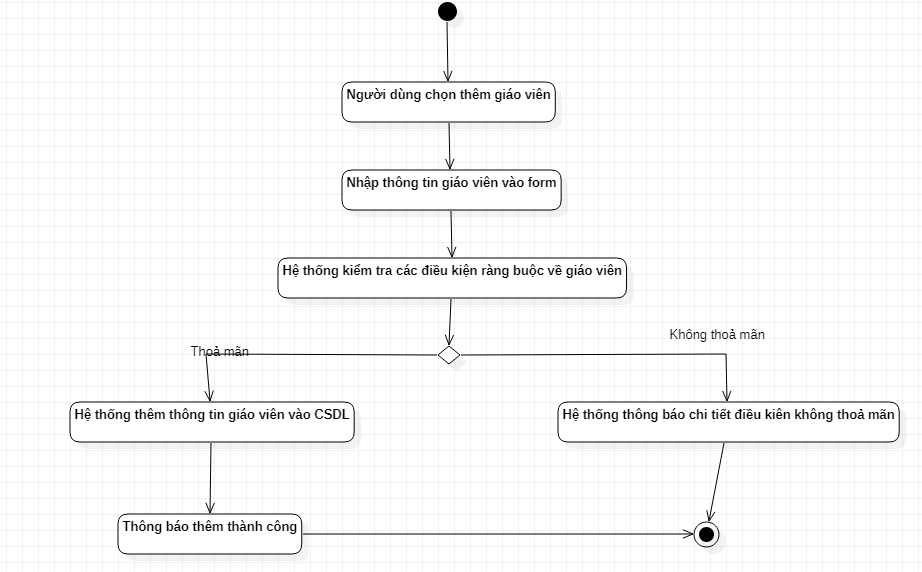 Người dùng chọn thêm giáo viên
Nhập thông tin giáo viên vào form
Hệ thống kiểm tra các điều kiện ràng buộc về giáo viên
Không thoả mãn
Thoả mãn
Hệ thống thêm thông tin giáo viên vào CSDL
Hệ thống thông báo chi tiết điều kiên không thoả mãn
Thông báo thêm thành công